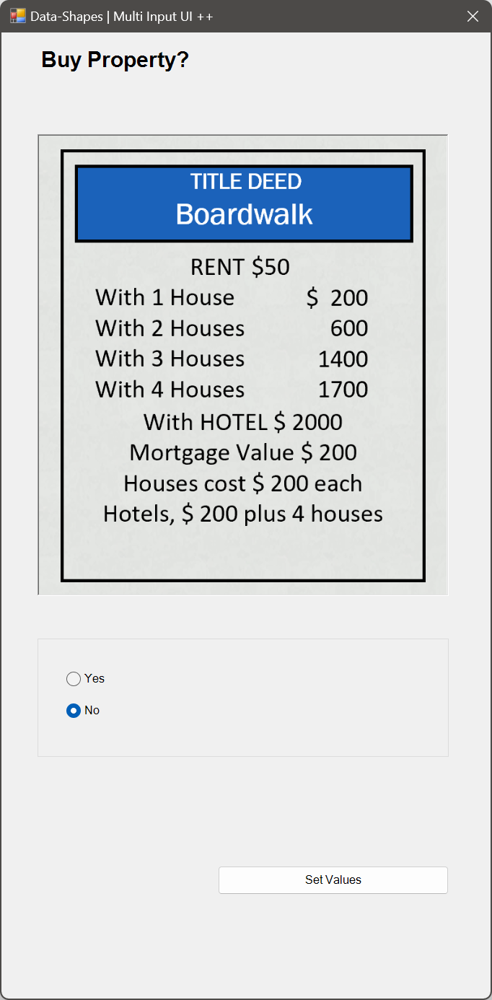 Data-Shapes | Multi Input UI ++
Buy Property?
TITLE DEED
Boardwalk
RENT $50
With 1 House $ 200
With 2 Houses 600
With 3 Houses 1400
With 4 Houses 1700
With HOTEL $ 2000
Mortgage Value $ 200
Houses cost $ 200 each
Hotels, $ 200 plus 4 houses
Yes
No
Set Values